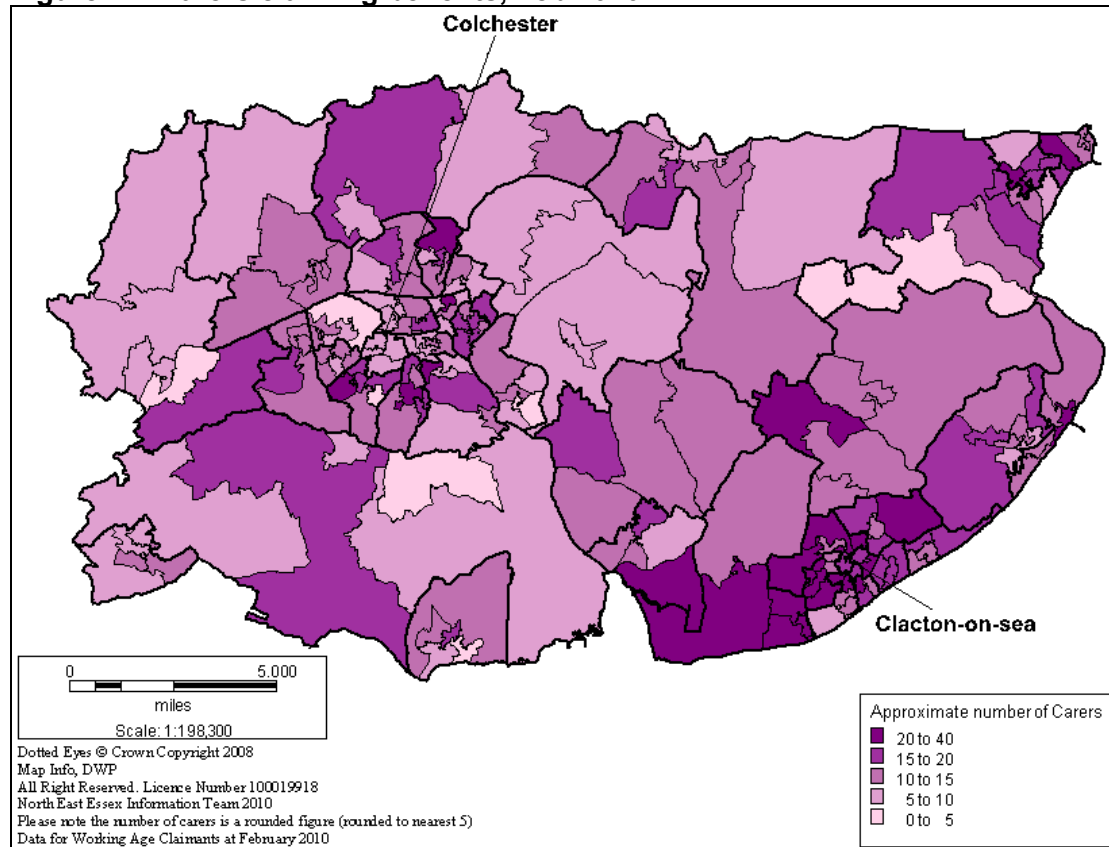 Colchester
Clacton-on-sea
0 5.000
miles
Scale: 1:198,300
Dotted Eyes © Crown Copyright 2008
Map Info, DWP
All Right Reserved. Licence Number 100019918
North East Essex Information Team 2010
Please note the number of carers is a rounded figure (rounded to nearest 5)
Data for Working Age Claimants at February 2010
Approximate number of Carers
20 to 40
15 to 20
10 to 15
5 to 10
0 to 5